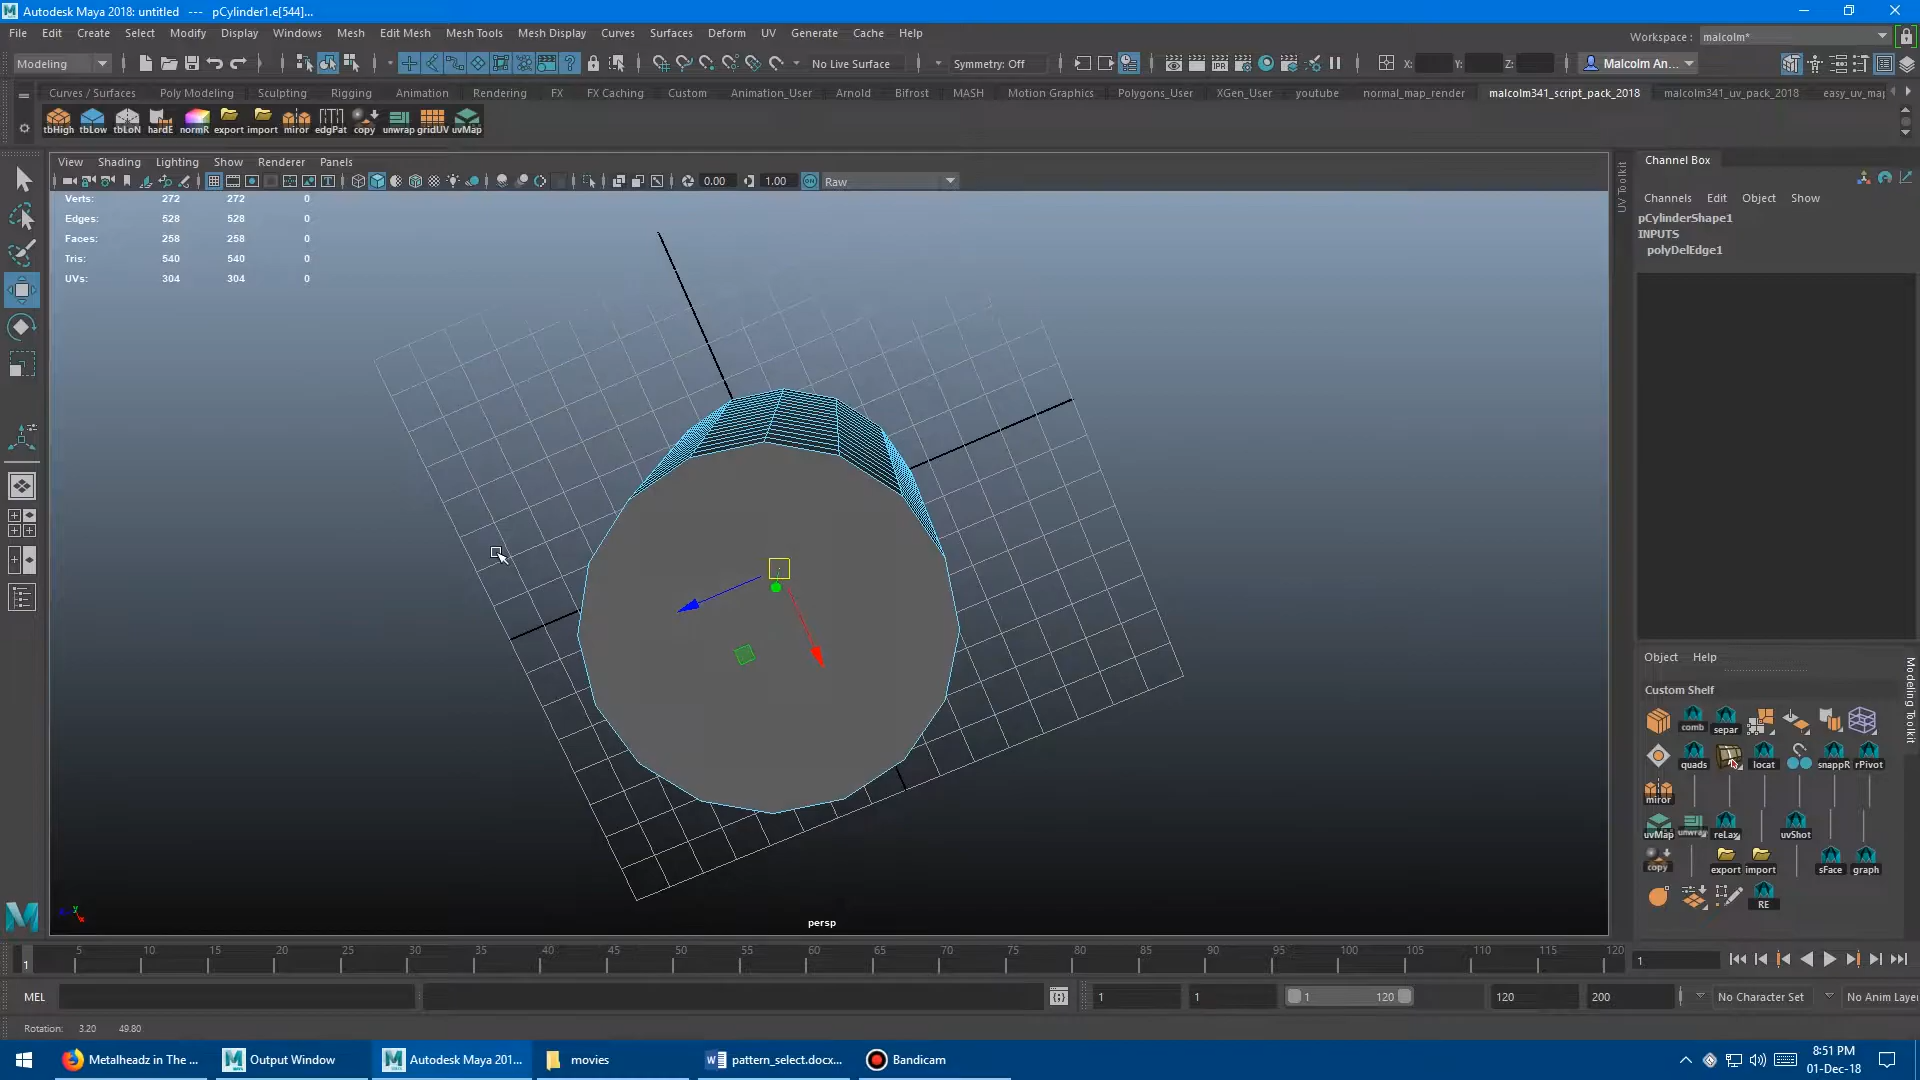 Autodesk Maya 2018: untitled --- pCylinder1.e[544]...
File Edit Create Select Modify Display Windows Mesh Edit Mesh Mesh Tools Mesh Display Curves Surfaces Deform UV Generate Cache Help
Workspace : malcolm*
Modeling No Live Surface Symmetry: Off X: Y: Z: Malcolm An...
Curves / Surfaces Poly Modeling Sculpting Rigging Animation Rendering FX FX Caching Custom Animation_User Arnold Bifrost MASH Motion Graphics Polygons_User XGen_User youtube normal_map_render malcolm341_script_pack_2018 malcolm341_uv_pack_2018 easy_uv_map
tbHigh tbLow tbLoN hardE normR export import miror edgPat copy unwrap gridUV uvMap
View Shading Lighting Show Renderer Panels
0.00 1.00 Raw
Verts: 272 272 0
Edges: 528 528 0
Faces: 258 258 0
Tris: 540 540 0
UVs: 304 304 0
persp
UV Toolkit
Channel Box
Channels Edit Object Show
pCylinderShape1
INPUTS
polyDelEdge1
Object Help
Custom Shelf
comb separ
quads locat snappR rPivot
miror
uvMap unwra reLax uvShot
copy export import sFace graph
RE
Modeling Toolkit
1 5 10 15 20 25 30 35 40 45 50 55 60 65 70 75 80 85 90 95 100 105 110 115 120 1
MEL 1 1 1 120 120 200 No Character Set No Anim Layer
Rotation: 3.20 49.80
Metalheadz in The ... Output Window Autodesk Maya 201... movies pattern_select.docx... Bandicam
8:51 PM
01-Dec-18